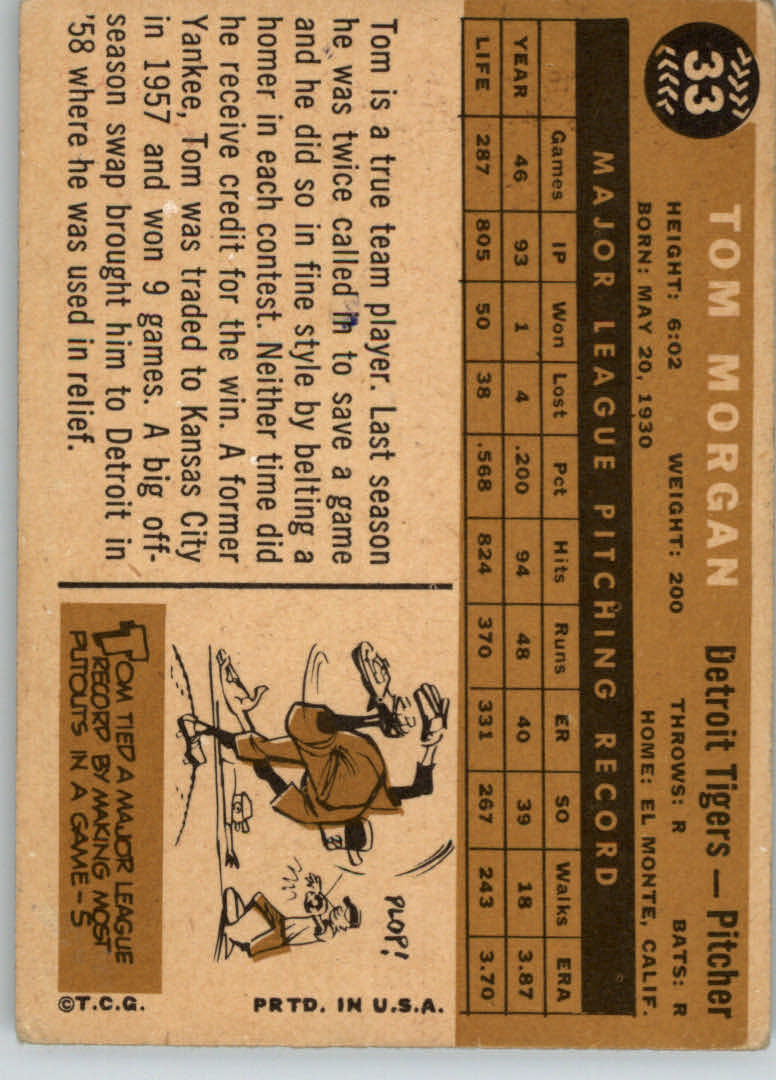 33
TOM MORGAN Detroit Tigers — Pitcher
HEIGHT: 6:02 WEIGHT: 200 THROWS: R BATS: R
BORN: MAY 20, 1930 HOME: EL MONTE, CALIF.
MAJOR LEAGUE PITCHING RECORD
Games IP Won Lost Pct Hits Runs ER SO Walks ERA
YEAR 46 93 1 4 .200 94 48 40 39 18 3.87
LIFE 287 805 50 38 .568 824 370 331 267 243 3.70
Tom is a true team player. Last season
he was twice called in to save a game
and he did so in fine style by belting a
homer in each contest. Neither time did
he receive credit for the win. A former
Yankee, Tom was traded to Kansas City
in 1957 and won 9 games. A big off-
season swap brought him to Detroit in
'58 where he was used in relief.
PLOP!
TOM TIED A MAJOR LEAGUE
RECORD BY MAKING MOST
PUTOUTS IN A GAME—5
©T.C.G. PRTD. IN U.S.A.